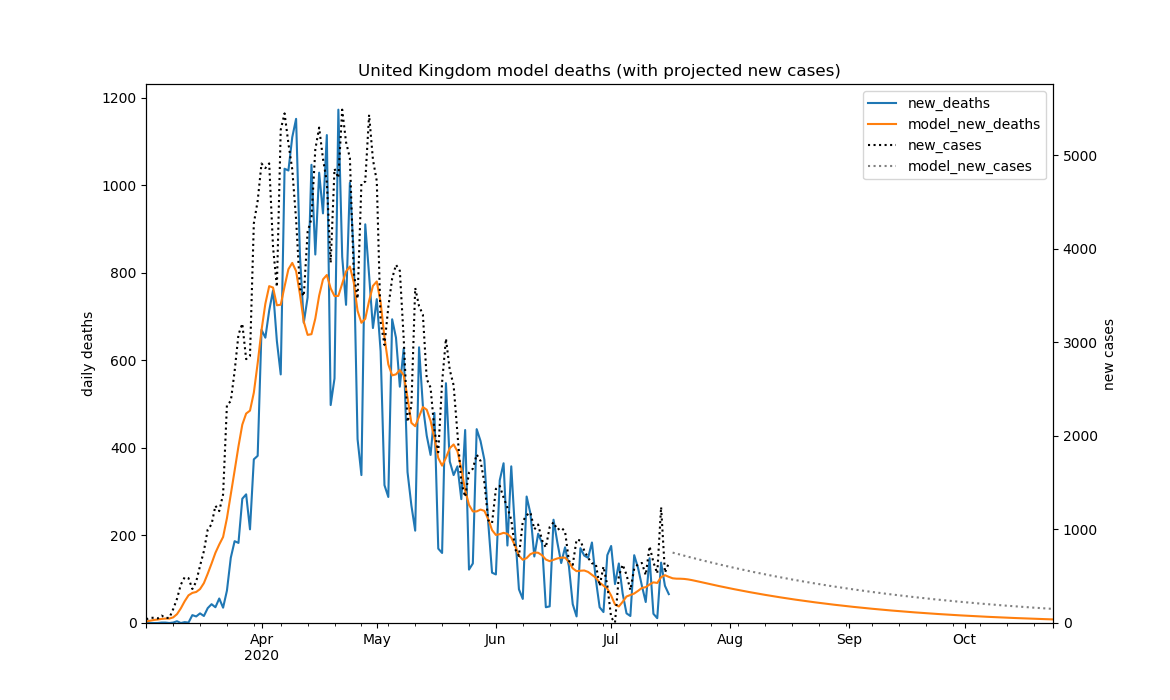 United Kingdom model deaths (with projected new cases)
new_deaths
model_new_deaths
new_cases
model_new_cases
1200
1000
800
600
400
200
0
daily deaths
5000
4000
3000
2000
1000
0
new cases
Apr
2020
May
Jun
Jul
Aug
Sep
Oct